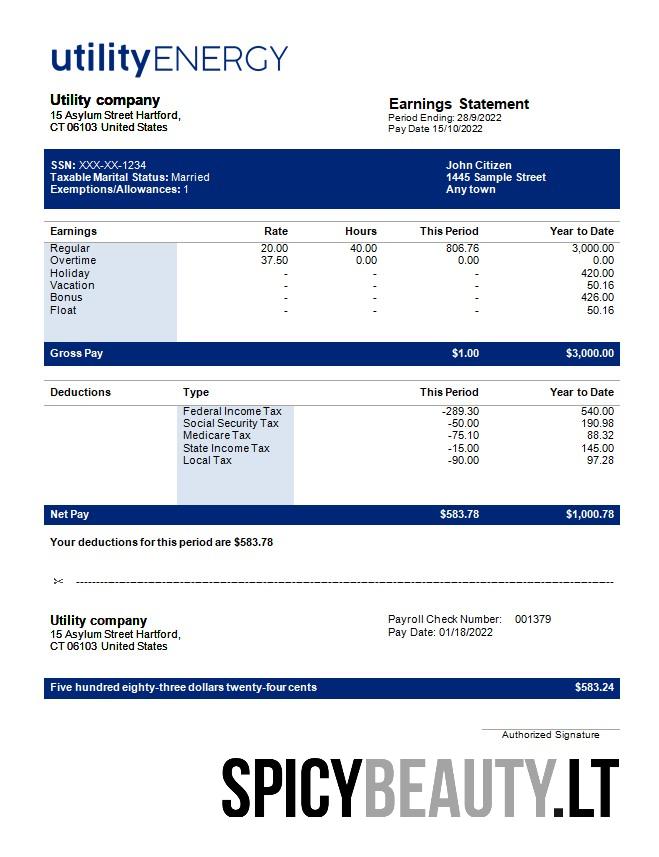 utilityENERGY
Utility company
15 Asylum Street Hartford,
CT 06103 United States
Earnings Statement
Period Ending: 28/9/2022
Pay Date 15/10/2022
SSN: XXX-XX-1234
Taxable Marital Status: Married
Exemptions/Allowances: 1
John Citizen
1445 Sample Street
Any town
Earnings Rate Hours This Period Year to Date
Regular 20.00 40.00 806.76 3,000.00
Overtime 37.50 0.00 0.00 0.00
Holiday - - - 420.00
Vacation - - - 50.16
Bonus - - - 426.00
Float - - - 50.16
Gross Pay $1.00 $3,000.00
Deductions Type This Period Year to Date
Federal Income Tax -289.30 540.00
Social Security Tax -50.00 190.98
Medicare Tax -75.10 88.32
State Income Tax -15.00 145.00
Local Tax -90.00 97.28
Net Pay $583.78 $1,000.78
Your deductions for this period are $583.78
Utility company
15 Asylum Street Hartford,
CT 06103 United States
Payroll Check Number: 001379
Pay Date: 01/18/2022
Five hundred eighty-three dollars twenty-four cents $583.24
Authorized Signature
SPICYBEAUTY.LT